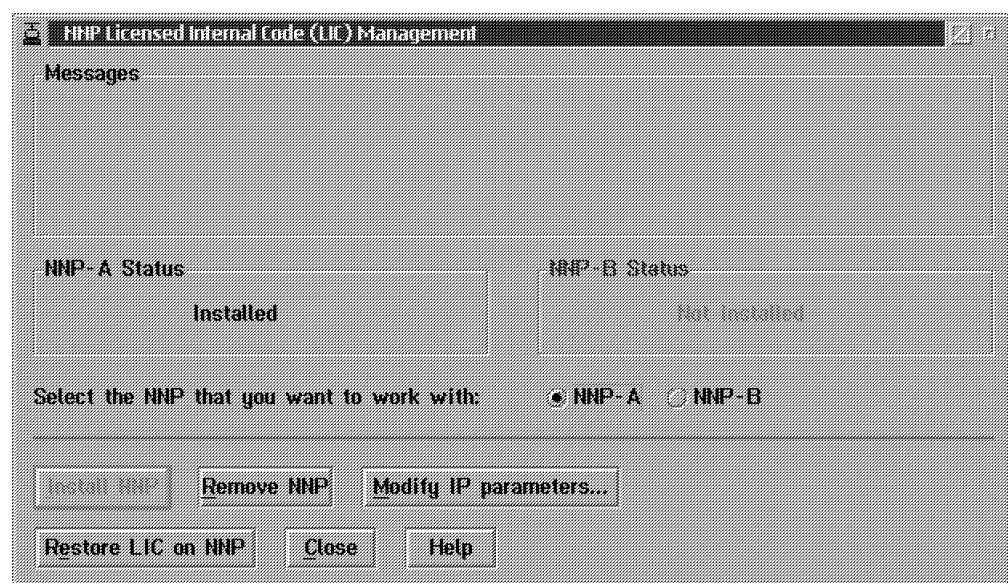 NNP Licensed Internal Code (LIC) Management
Messages
NNP-A Status
NNP-B Status
Installed
Not installed
Select the NNP that you want to work with: NNP-A NNP-B
Install NNP Remove NNP Modify IP parameters...
Restore LIC on NNP Close Help